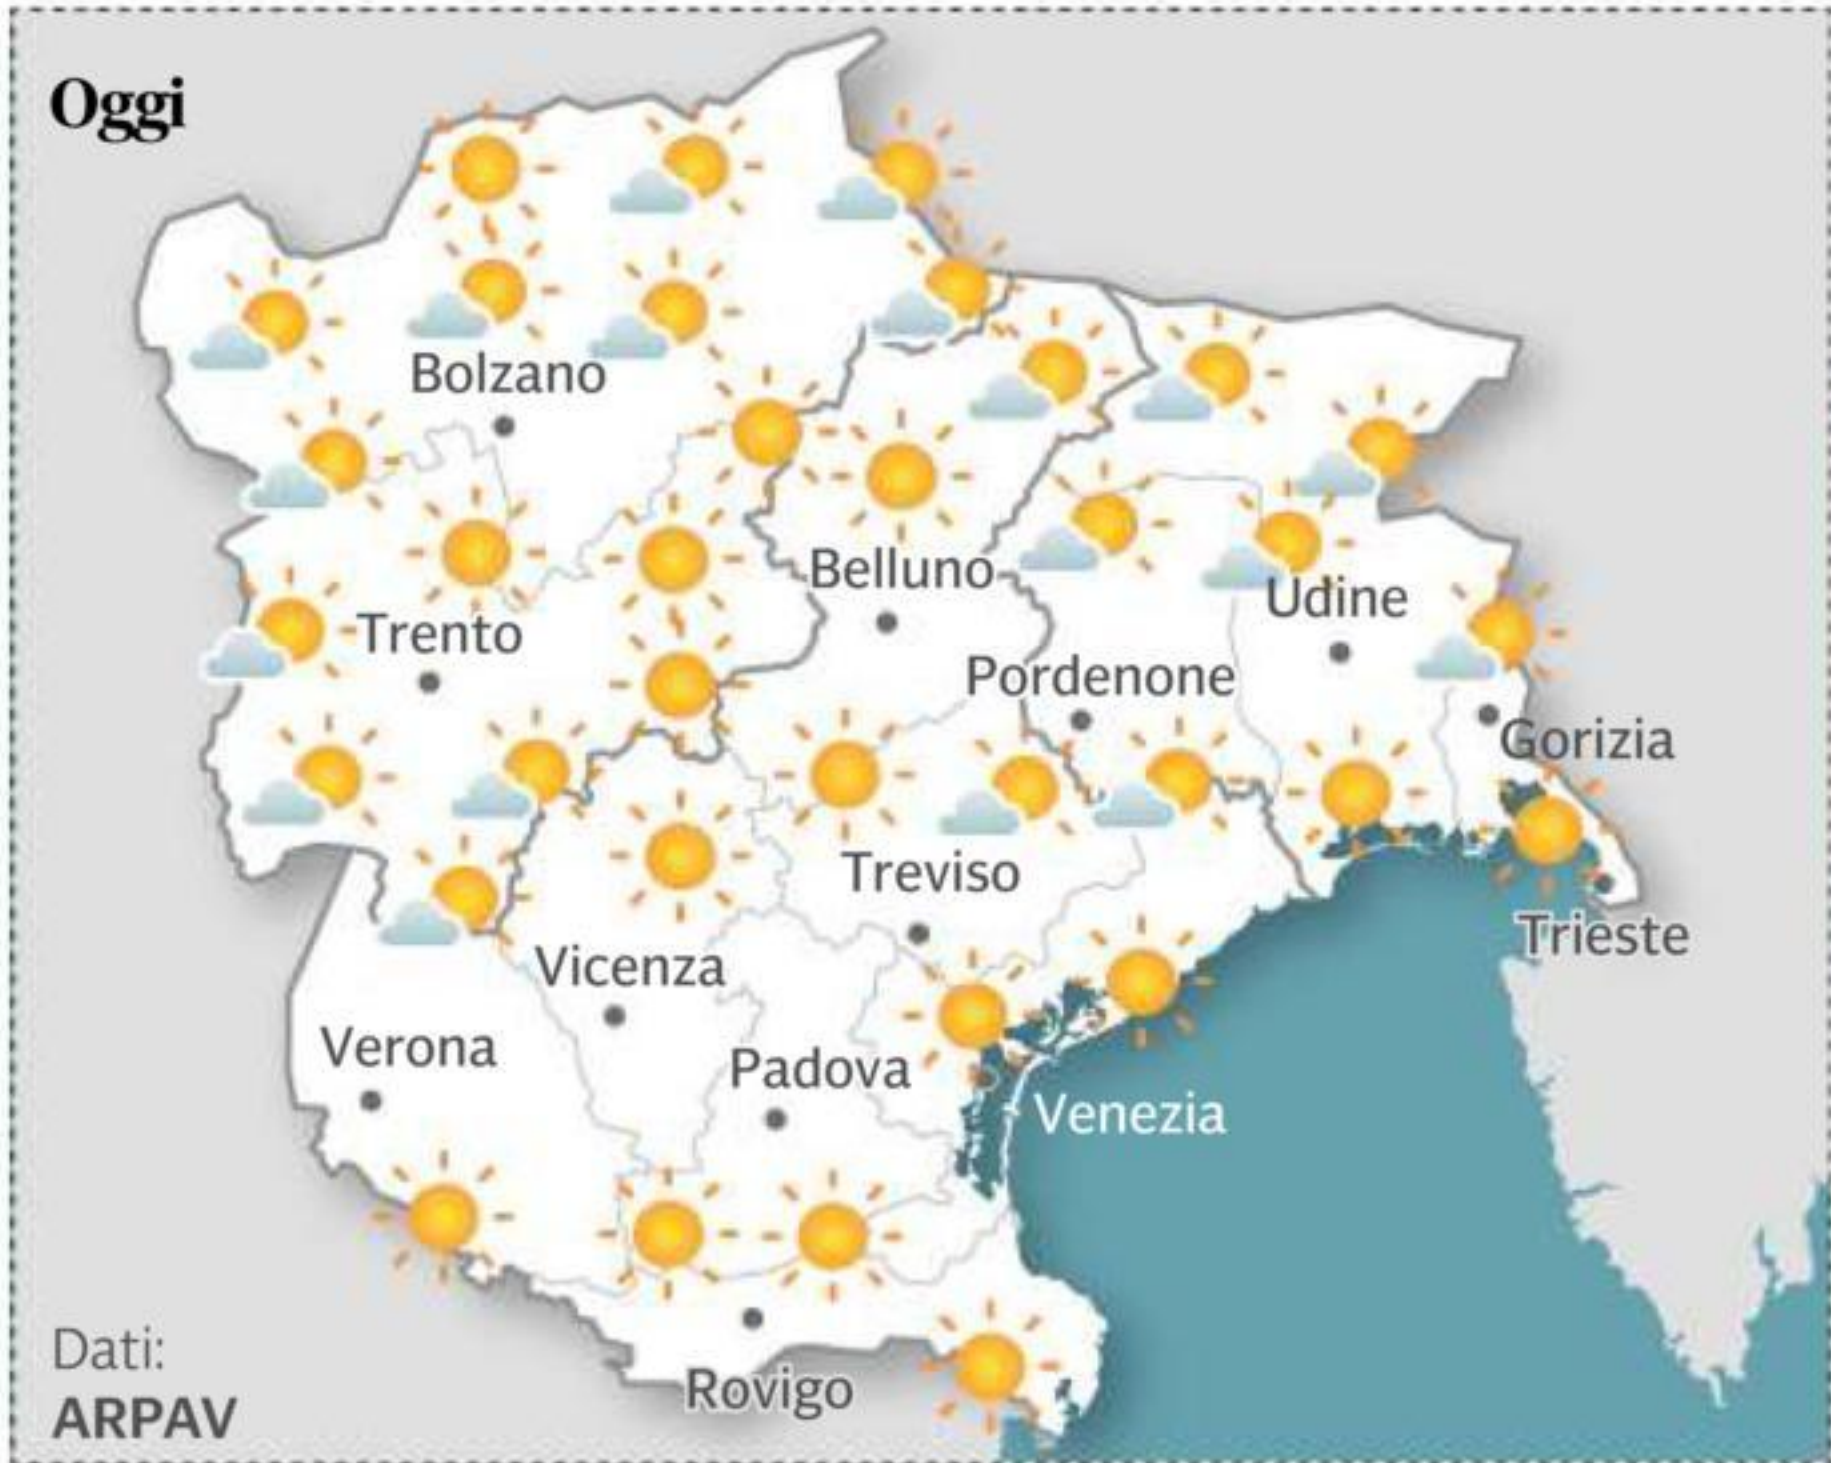 Oggi
Bolzano
Belluno
Udine
Trento
Pordenone
Gorizia
Treviso
Trieste
Vicenza
Verona
Padova
Venezia
Rovigo
Dati:
ARPAV